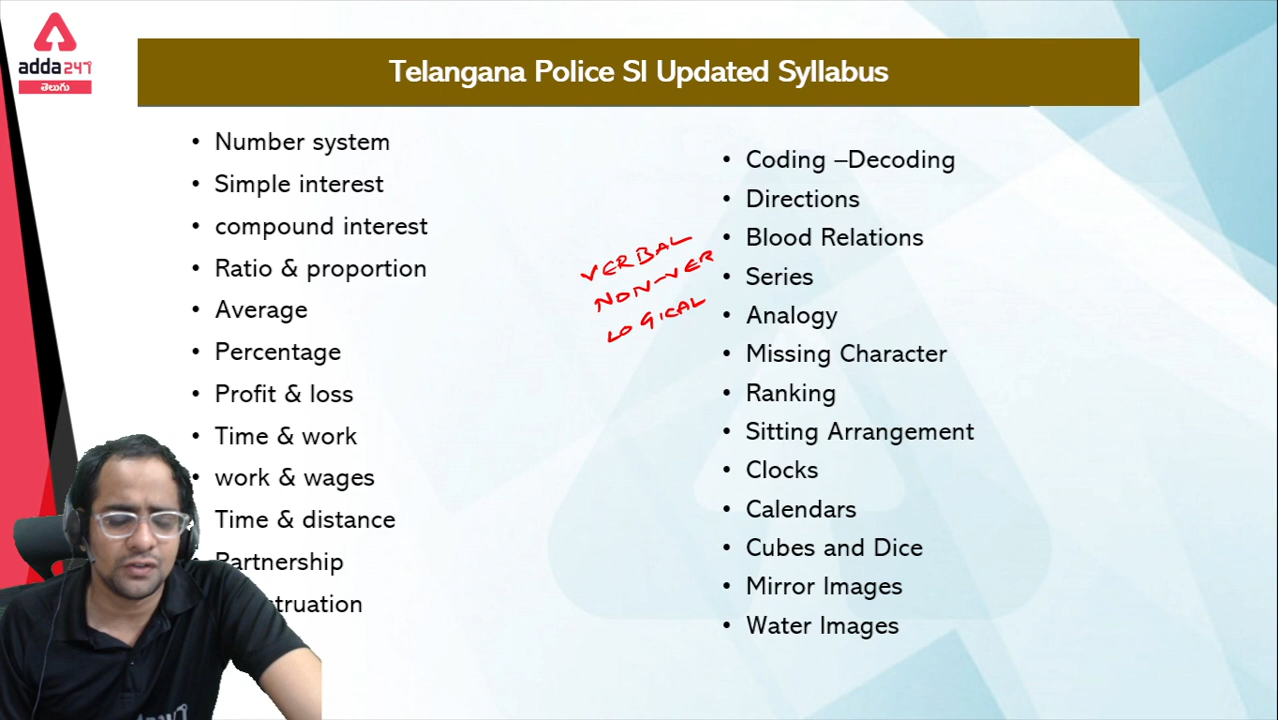 adda247
తెలుగు
Telangana Police SI Updated Syllabus
• Number system
• Simple interest
• compound interest
• Ratio & proportion
• Average
• Percentage
• Profit & loss
• Time & work
• work & wages
Time & distance
Partnership
VERBAL
NON-VER
LOGICAL
• Coding –Decoding
• Directions
• Blood Relations
• Series
• Analogy
• Missing Character
• Ranking
• Sitting Arrangement
• Clocks
• Calendars
• Cubes and Dice
• Mirror Images
• Water Images